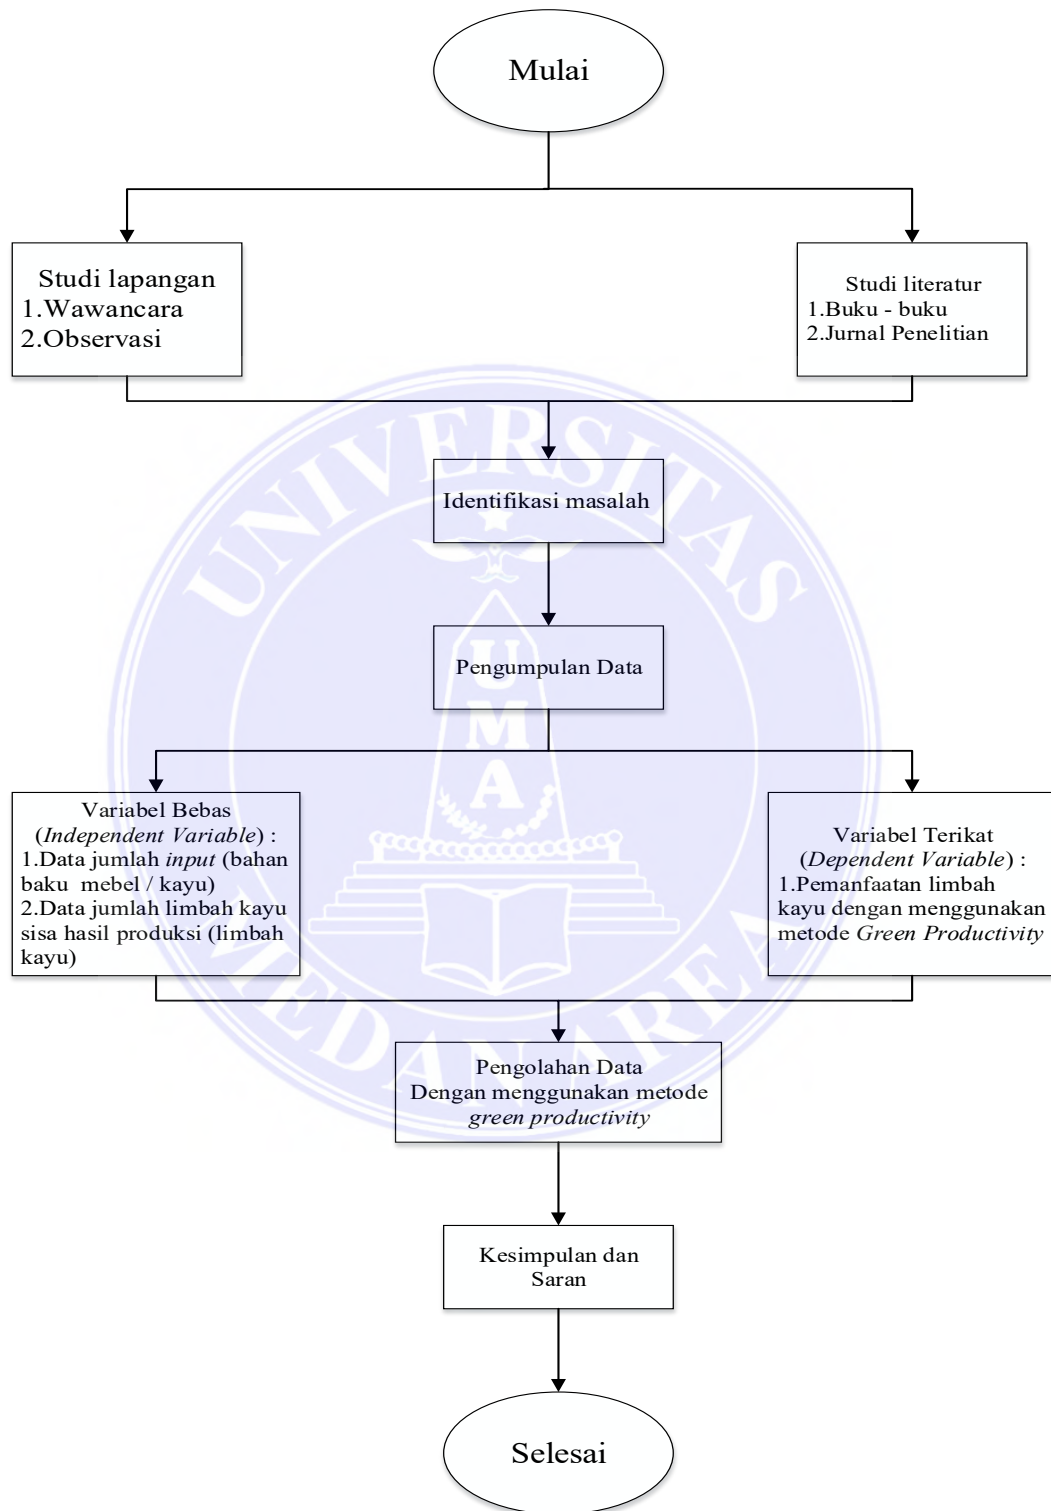 Mulai
Studi lapangan
1.Wawancara
2.Observasi
Studi literatur
1.Buku - buku
2.Jurnal Penelitian
UNIVERSITAS
Identifikasi masalah
Pengumpulan Data
U
M
A
Variabel Bebas
(Independent Variable) :
1.Data jumlah input (bahan
baku mebel / kayu)
2.Data jumlah limbah kayu
sisa hasil produksi (limbah
kayu)
Variabel Terikat
(Dependent Variable) :
1.Pemanfaatan limbah
kayu dengan menggunakan
metode Green Productivity
MEDAN AREA
Pengolahan Data
Dengan menggunakan metode
green productivity
Kesimpulan dan
Saran
Selesai